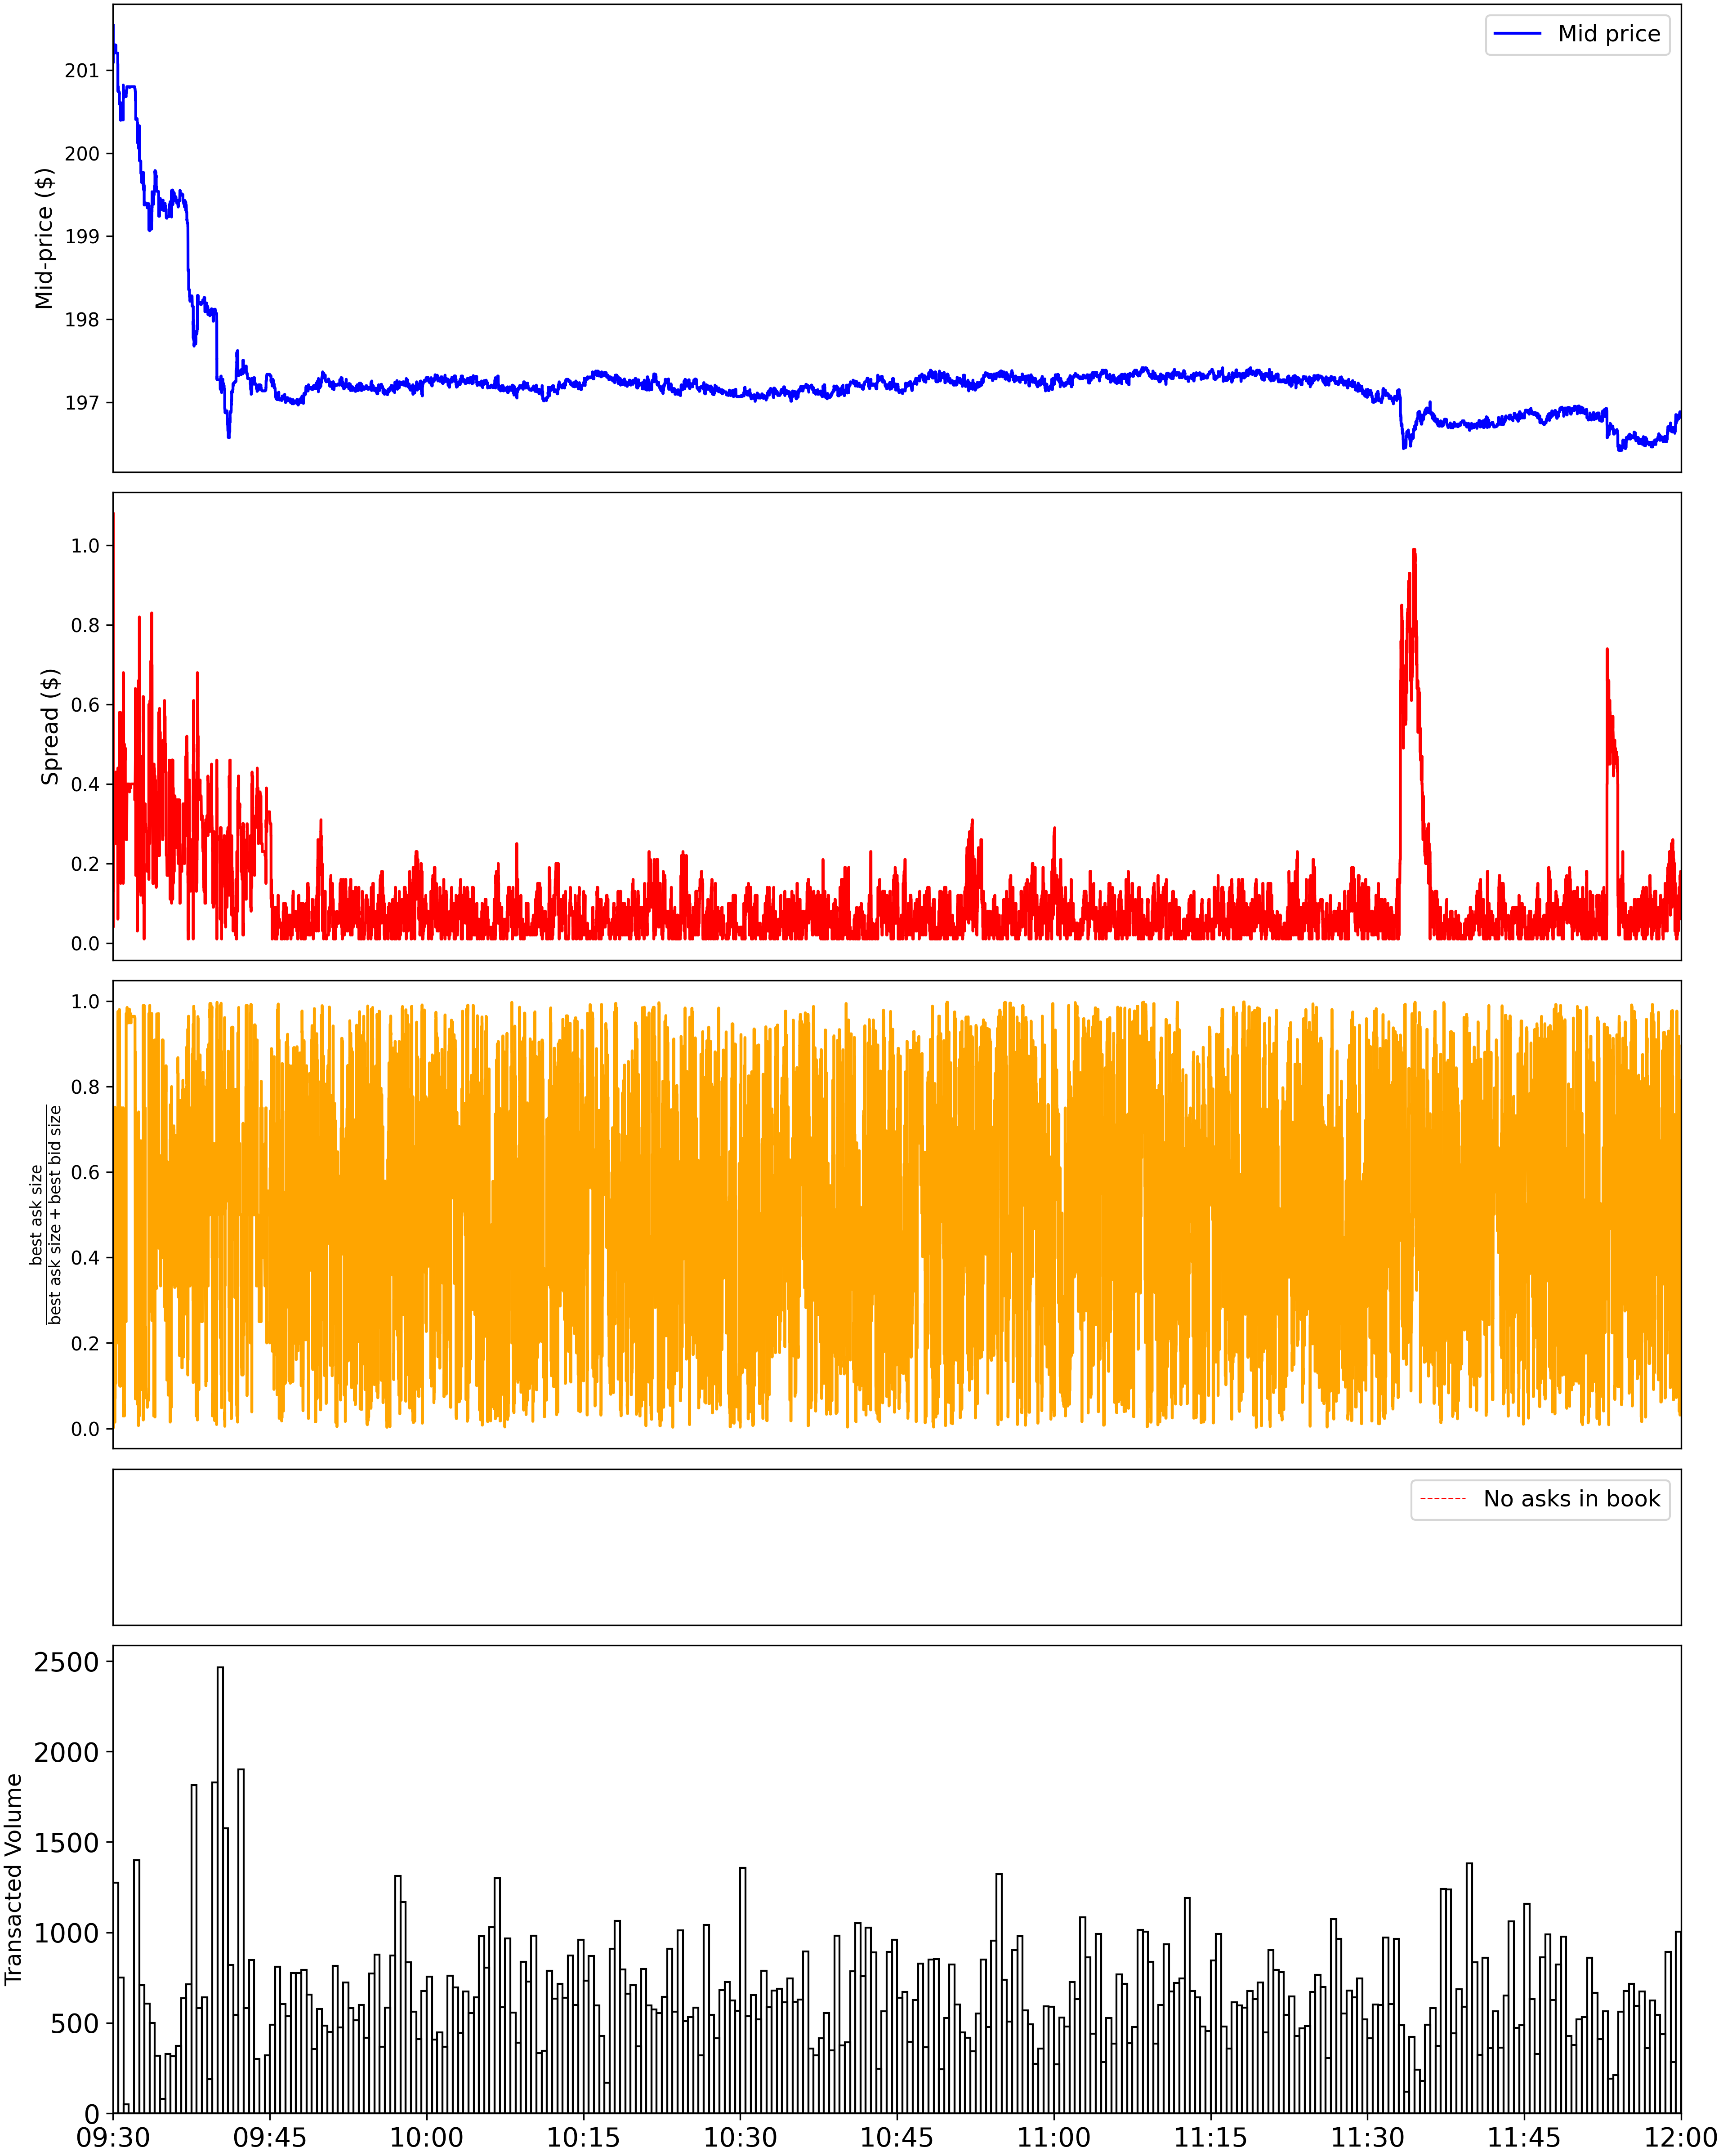 Mid price
201
200
199
198
197
Mid-price ($)
1.0
0.8
0.6
0.4
0.2
0.0
Spread ($)
1.0
0.8
0.6
0.4
0.2
0.0
best ask size
best ask size + best bid size
No asks in book
2500
2000
1500
1000
500
0
Transacted Volume
09:30 09:45 10:00 10:15 10:30 10:45 11:00 11:15 11:30 11:45 12:00